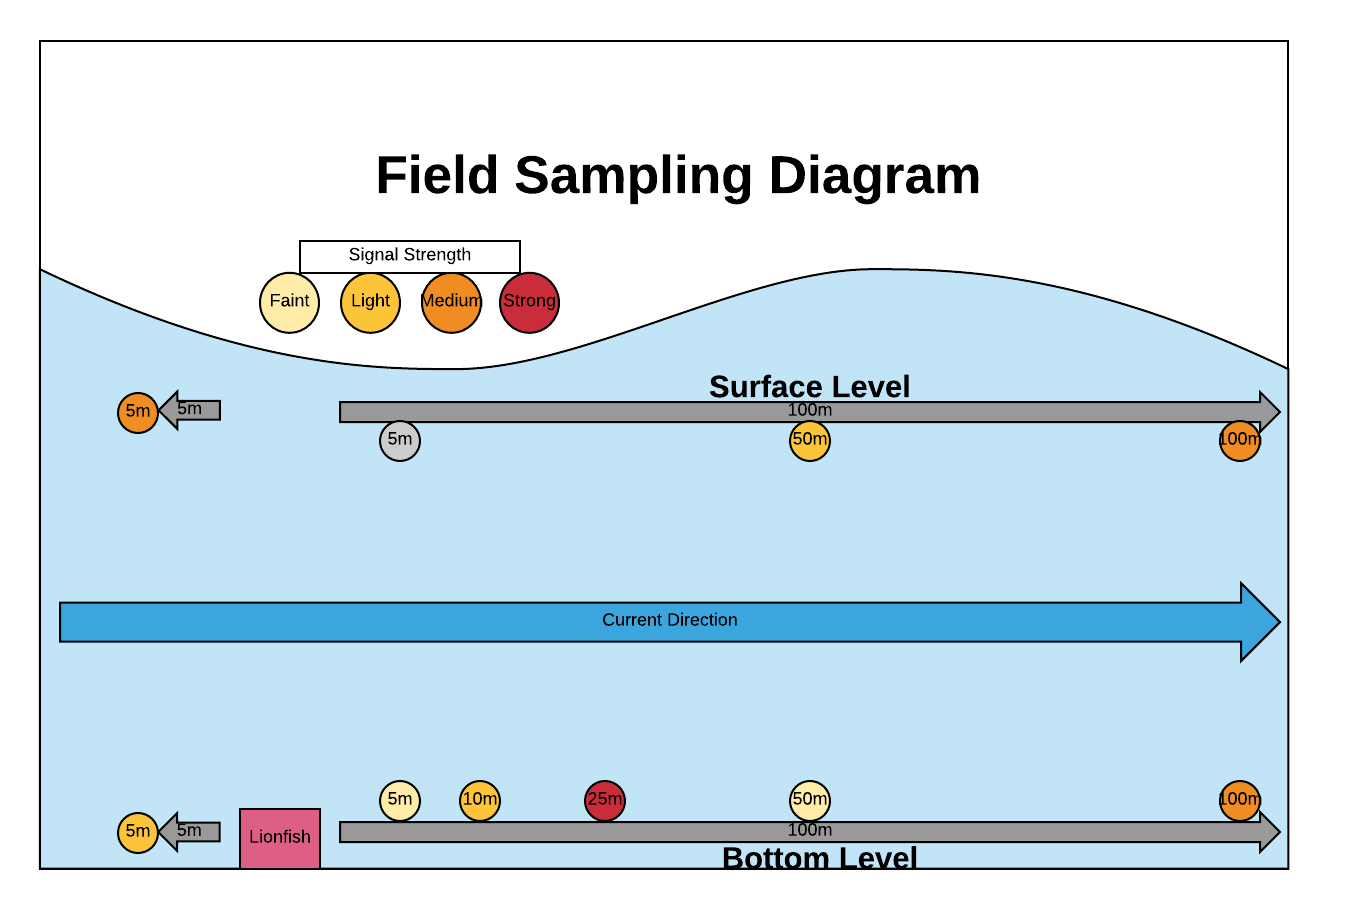 Field Sampling Diagram
Signal Strength
Faint
Light
Medium
Strong
Surface Level
5m
5m
100m
5m
50m
100m
Current Direction
5m
10m
25m
50m
100m
5m
5m
Lionfish
100m
Bottom Level